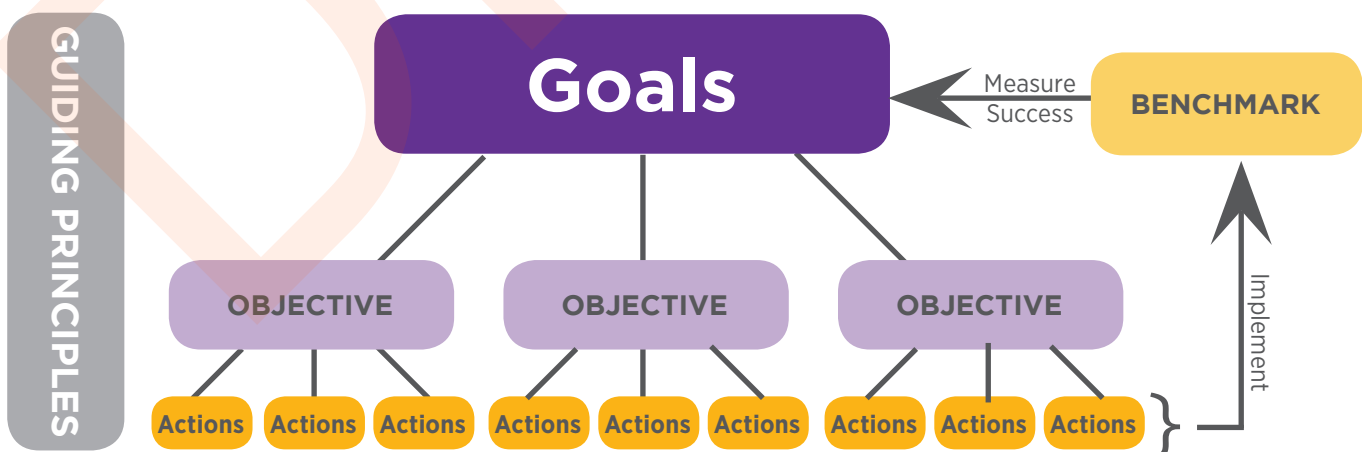 GUIDING PRINCIPLES
Goals
Measure
Success
BENCHMARK
Implement
OBJECTIVE
OBJECTIVE
OBJECTIVE
Actions
Actions
Actions
Actions
Actions
Actions
Actions
Actions
Actions